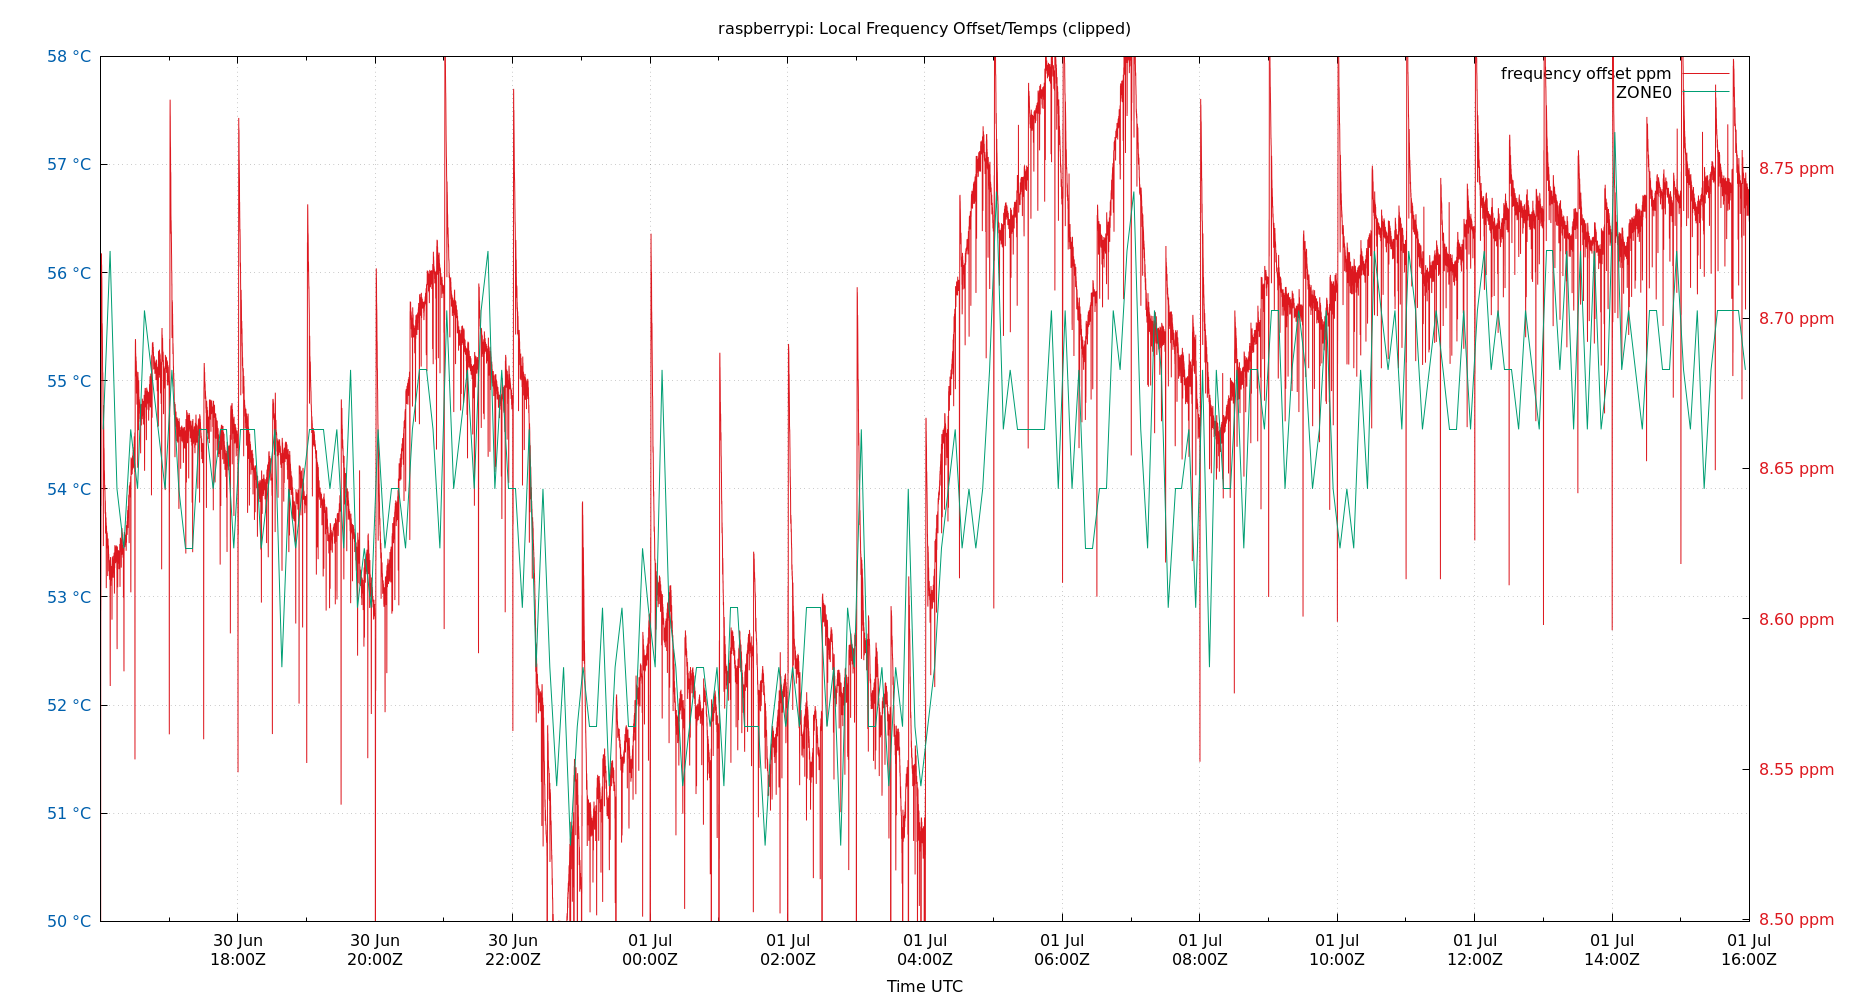 raspberrypi: Local Frequency Offset/Temps (clipped)
frequency offset ppm
ZONE0
58 °C
57 °C
56 °C
55 °C
54 °C
53 °C
52 °C
51 °C
50 °C
8.75 ppm
8.70 ppm
8.65 ppm
8.60 ppm
8.55 ppm
8.50 ppm
30 Jun 30 Jun 30 Jun 01 Jul 01 Jul 01 Jul 01 Jul 01 Jul 01 Jul 01 Jul 01 Jul 01 Jul
18:00Z 20:00Z 22:00Z 00:00Z 02:00Z 04:00Z 06:00Z 08:00Z 10:00Z 12:00Z 14:00Z 16:00Z
Time UTC